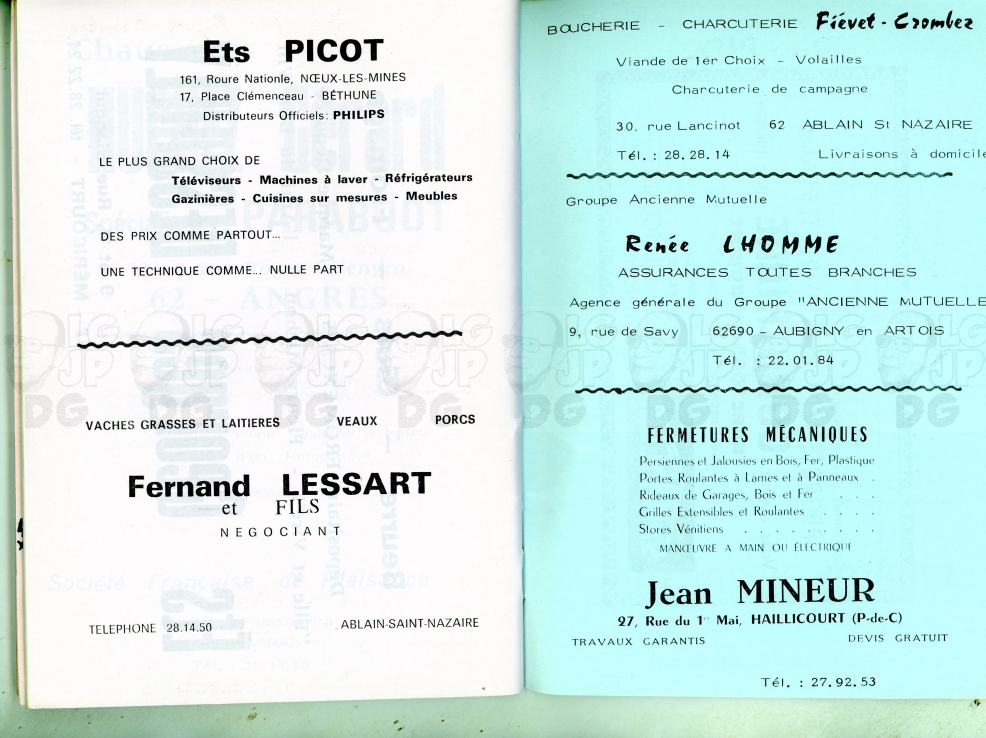 Ets PICOT
161, Roure Nationle, NŒUX-LES-MINES
17, Place Clémenceau - BÉTHUNE
Distributeurs Officiels: PHILIPS
LE PLUS GRAND CHOIX DE
Téléviseurs - Machines à laver - Réfrigérateurs
Gazinières - Cuisines sur mesures - Meubles
DES PRIX COMME PARTOUT...
UNE TECHNIQUE COMME... NULLE PART
VACHES GRASSES ET LAITIERES VEAUX PORCS
Fernand LESSART
et FILS
NEGOCIANT
TELEPHONE 28.14.50 ABLAIN-SAINT-NAZAIRE
BOUCHERIE - CHARCUTERIE Fiévet - Crombez
Viande de 1er Choix - Volailles
Charcuterie de campagne
30, rue Lancinot 62 ABLAIN St NAZAIRE
Tél. : 28.28.14 Livraisons à domicile
Groupe Ancienne Mutuelle
Renée LHOMME
ASSURANCES TOUTES BRANCHES
Agence générale du Groupe "ANCIENNE MUTUELLE
9, rue de Savy 62690 - AUBIGNY en ARTOIS
Tél. : 22.01.84
FERMETURES MÉCANIQUES
Persiennes et Jalousies en Bois, Fer, Plastique
Portes Roulantes à Lames et à Panneaux .
Rideaux de Garages, Bois et Fer . . .
Grilles Extensibles et Roulantes . . . .
Stores Vénitiens . . . . . . . .
MANŒUVRE A MAIN OU ÉLECTRIQUE
Jean MINEUR
27, Rue du 1er Mai, HAILLICOURT (P-de-C)
TRAVAUX GARANTIS DEVIS GRATUIT
Tél. : 27.92.53